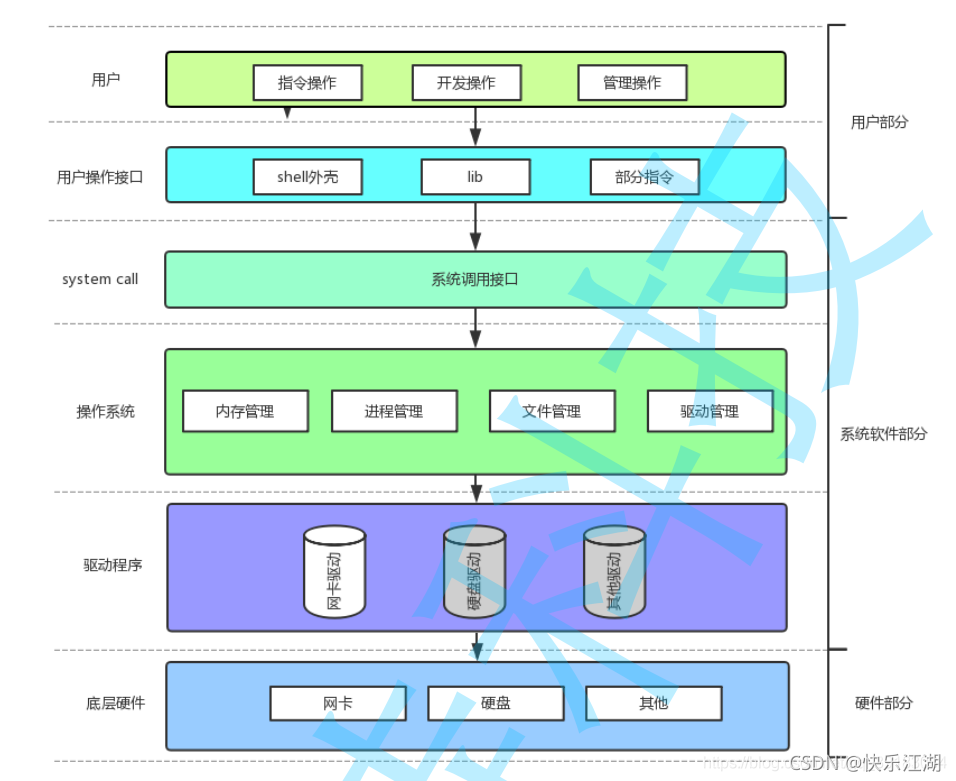 用户
指令操作
开发操作
管理操作
用户部分
用户操作接口
shell外壳
lib
部分指令
system call
系统调用接口
操作系统
内存管理
进程管理
文件管理
驱动管理
系统软件部分
驱动程序
网卡驱动
硬盘驱动
其他驱动
底层硬件
网卡
硬盘
其他
硬件部分
科技
CSDN @快乐江湖